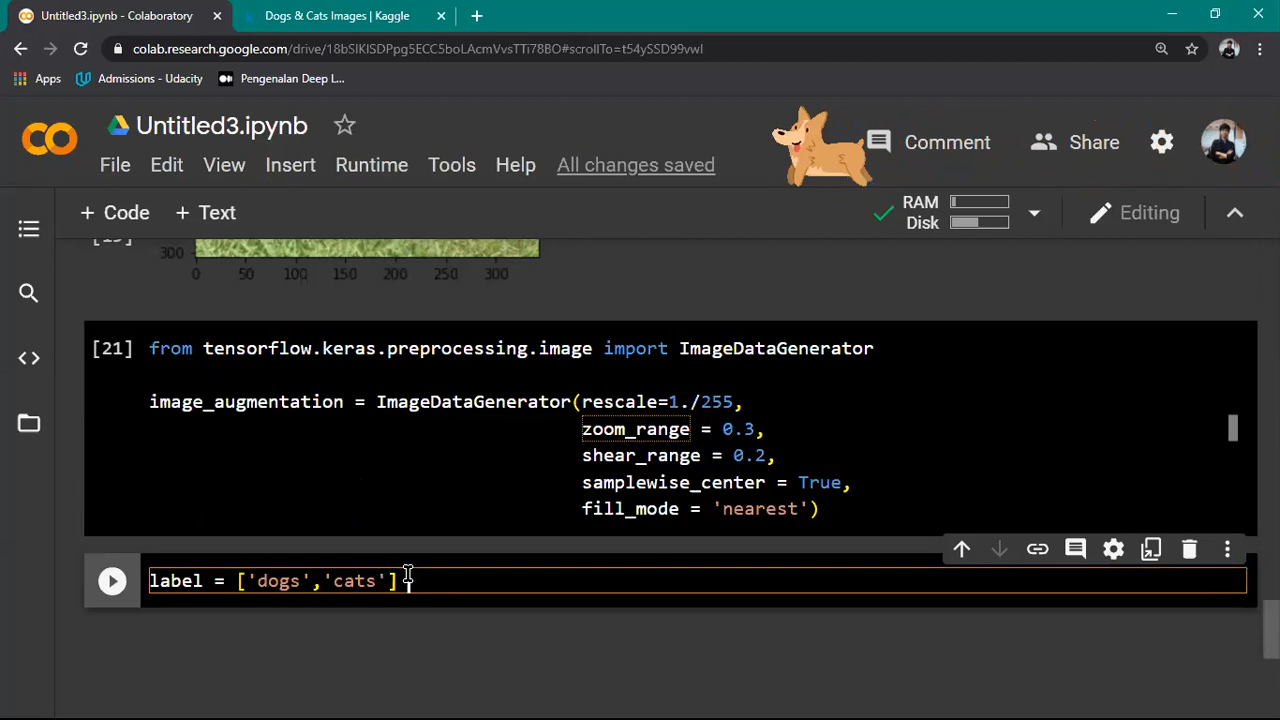 Untitled3.ipynb - Colaboratory
Dogs & Cats Images | Kaggle
colab.research.google.com/drive/18bSlKlSDPpg5ECC5boLAcmVvsTTi78BO#scrollTo=t54ySSD99vwI
Apps
Admissions - Udacity
Pengenalan Deep L...
Untitled3.ipynb
Comment
Share
File Edit View Insert Runtime Tools Help All changes saved
+ Code + Text
RAM
Disk
Editing
300
0 50 100 150 200 250 300
[21] from tensorflow.keras.preprocessing.image import ImageDataGenerator
image_augmentation = ImageDataGenerator(rescale=1./255,
zoom_range = 0.3,
shear_range = 0.2,
samplewise_center = True,
fill_mode = 'nearest')
label = ['dogs','cats']